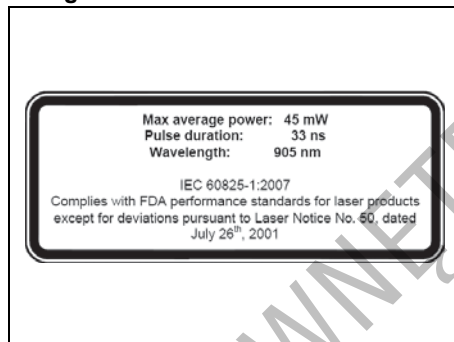 Max average power: 45 mW
Pulse duration: 33 ns
Wavelength: 905 nm
IEC 60825-1:2007
Complies with FDA performance standards for laser products
except for deviations pursuant to Laser Notice No. 50, dated
July 26th, 2001